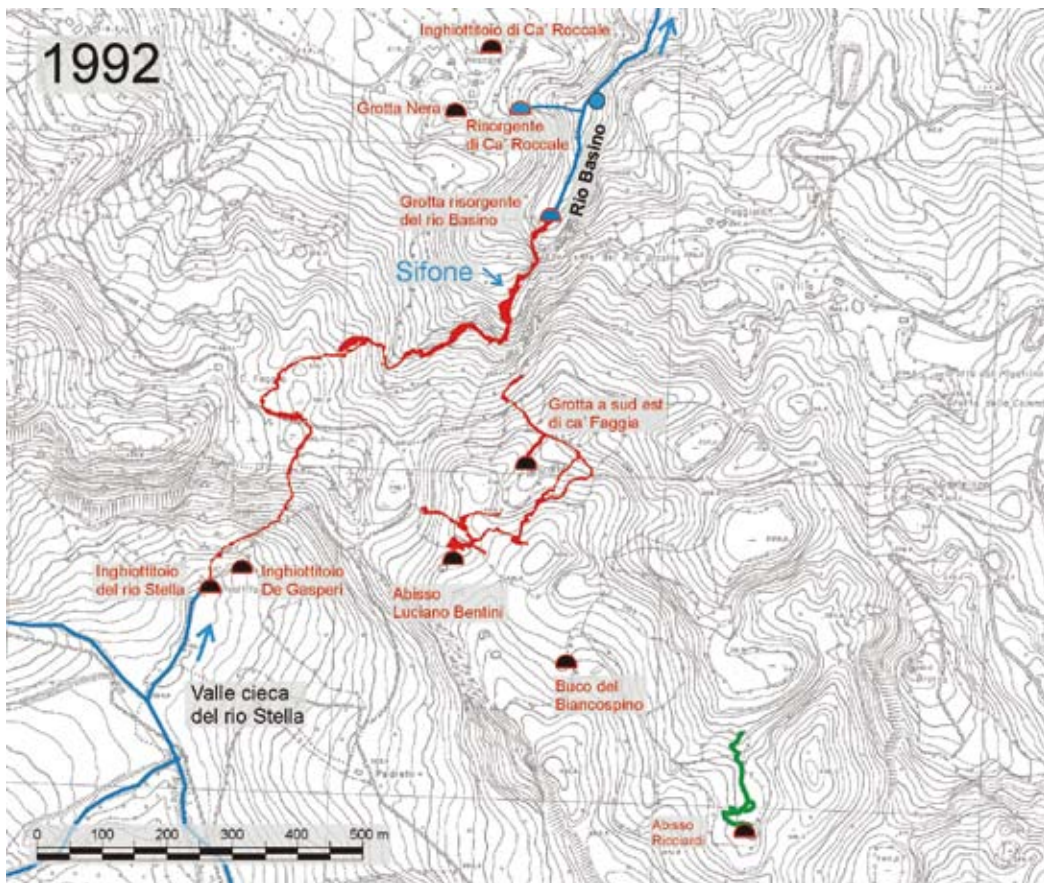 1992
Inghiottitoio di Ca' Roccale
Grotta Nera
Risorgente
di Ca' Roccale
Rio Basino
Grotta risorgente
del rio Basino
Sifone
Grotta a sud est
di ca' Faggia
Inghiottitoio
del rio Stella
Inghiottitoio
De Gasperi
Abisso
Luciano Bentini
Buco del
Biancospino
Valle cieca
del rio Stella
Abisso
Ricciardi
0 100 200 300 400 500 m